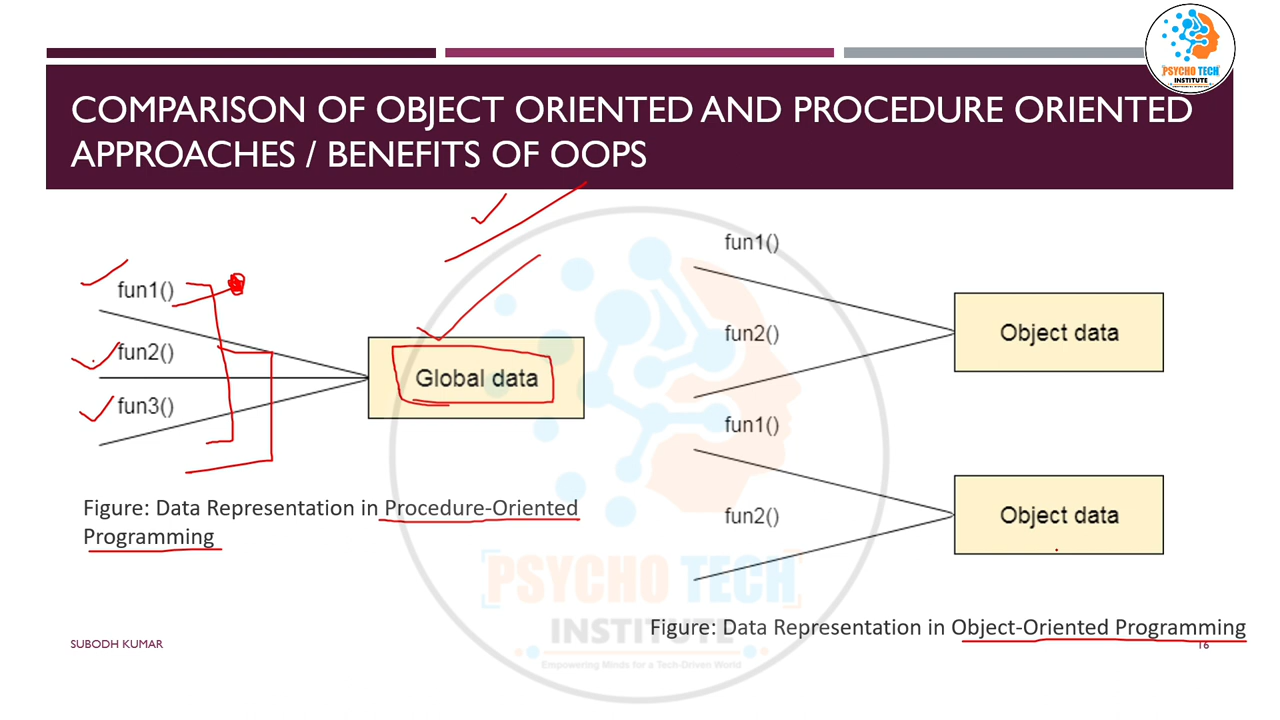 PSYCHO TECH
INSTITUTE
COMPARISON OF OBJECT ORIENTED AND PROCEDURE ORIENTED
APPROACHES / BENEFITS OF OOPS
fun1()
fun2()
fun3()
Global data
Figure: Data Representation in Procedure-Oriented
Programming
fun1()
fun2()
Object data
fun1()
fun2()
Object data
Figure: Data Representation in Object-Oriented Programming
PSYCHO TECH
INSTITUTE
Empowering Minds for a Tech-Driven World
SUBODH KUMAR
16